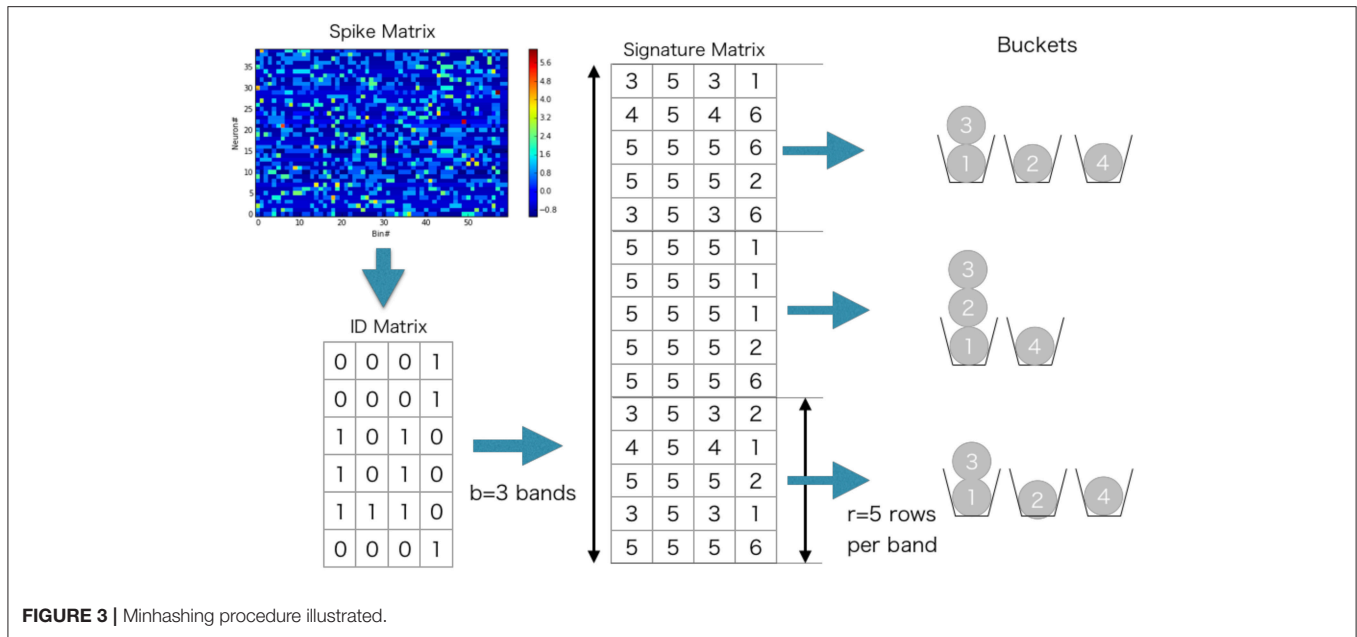 Spike Matrix
Neuron#
35
30
25
20
15
10
5
0
0 10 20 30 40 50
Bin#
5.6
4.8
4.0
3.2
2.4
1.6
0.8
0.0
−0.8
ID Matrix
0 0 0 1
0 0 0 1
1 0 1 0
1 0 1 0
1 1 1 0
0 0 0 1
b=3 bands
Signature Matrix
3 5 3 1
4 5 4 6
5 5 5 6
5 5 5 2
3 5 3 6
5 5 5 1
5 5 5 1
5 5 5 1
5 5 5 2
5 5 5 6
3 5 3 2
4 5 4 1
5 5 5 2
3 5 3 1
5 5 5 6
r=5 rows
per band
Buckets
3
1 2 4
3
2
1 4
3
1 2 4
FIGURE 3 | Minhashing procedure illustrated.